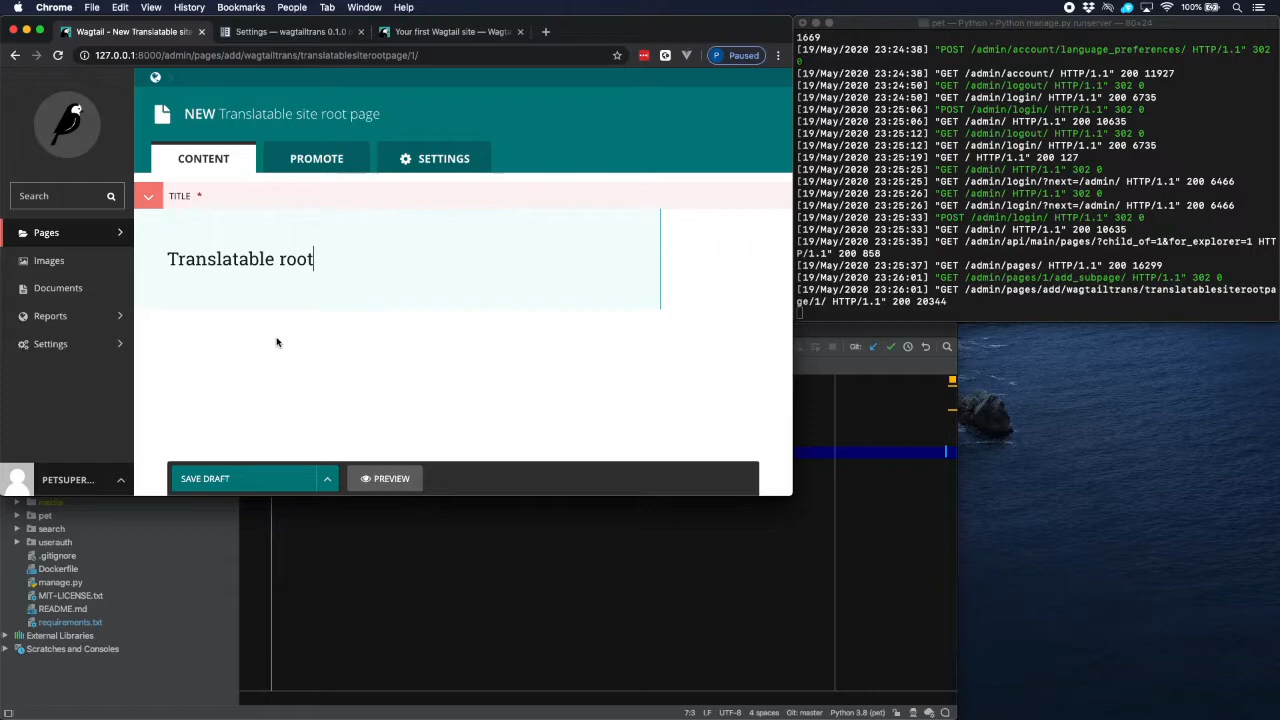 Chrome File Edit View History Bookmarks People Tab Window Help
100%
Wagtail - New Translatable site
Settings — wagtailtrans 0.1.0 d
Your first Wagtail site — Wagta
127.0.0.1:8000/admin/pages/add/wagtailtrans/translatablesiterootpage/1/
P Paused
NEW Translatable site root page
CONTENT
PROMOTE
SETTINGS
TITLE *
Translatable root
Search
Pages
Images
Documents
Reports
Settings
PETSUPER...
SAVE DRAFT
PREVIEW
pet — Python • Python manage.py runserver — 80×24
1669
[19/May/2020 23:24:38] "POST /admin/account/language_preferences/ HTTP/1.1" 302
0
[19/May/2020 23:24:38] "GET /admin/account/ HTTP/1.1" 200 11927
[19/May/2020 23:24:50] "GET /admin/logout/ HTTP/1.1" 302 0
[19/May/2020 23:24:50] "GET /admin/login/ HTTP/1.1" 200 6735
[19/May/2020 23:25:06] "POST /admin/login/ HTTP/1.1" 302 0
[19/May/2020 23:25:06] "GET /admin/ HTTP/1.1" 200 10635
[19/May/2020 23:25:12] "GET /admin/logout/ HTTP/1.1" 302 0
[19/May/2020 23:25:12] "GET /admin/login/ HTTP/1.1" 200 6735
[19/May/2020 23:25:19] "GET / HTTP/1.1" 200 127
[19/May/2020 23:25:25] "GET /admin/ HTTP/1.1" 302 0
[19/May/2020 23:25:25] "GET /admin/login/?next=/admin/ HTTP/1.1" 200 6466
[19/May/2020 23:25:26] "GET /admin/ HTTP/1.1" 302 0
[19/May/2020 23:25:26] "GET /admin/login/?next=/admin/ HTTP/1.1" 200 6466
[19/May/2020 23:25:33] "POST /admin/login/ HTTP/1.1" 302 0
[19/May/2020 23:25:33] "GET /admin/ HTTP/1.1" 200 10635
[19/May/2020 23:25:35] "GET /admin/api/main/pages/?child_of=1&for_explorer=1 HTT
P/1.1" 200 858
[19/May/2020 23:25:37] "GET /admin/pages/ HTTP/1.1" 200 16299
[19/May/2020 23:26:01] "GET /admin/pages/1/add_subpage/ HTTP/1.1" 302 0
[19/May/2020 23:26:01] "GET /admin/pages/add/wagtailtrans/translatablesiterootpa
ge/1/ HTTP/1.1" 200 20344
Git:
media
pet
search
userauth
.gitignore
Dockerfile
manage.py
MIT-LICENSE.txt
README.md
requirements.txt
External Libraries
Scratches and Consoles
7:3 LF UTF-8 4 spaces Git: master Python 3.8 (pet)